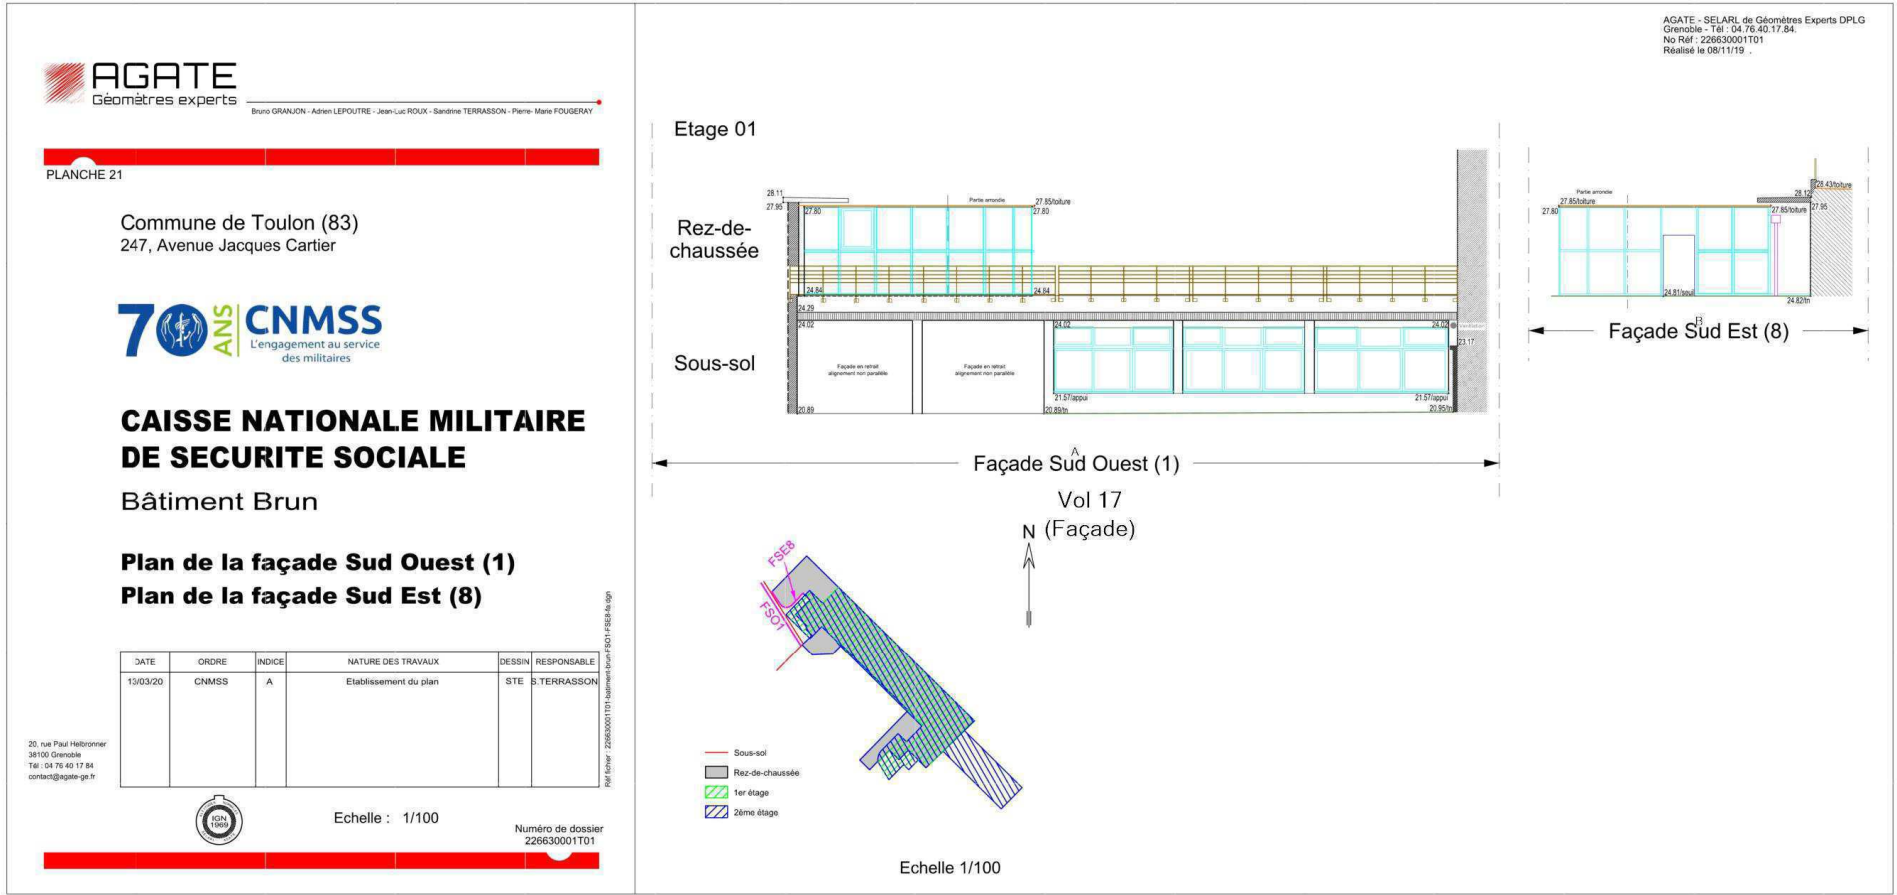 AGATE
Géomètres experts
Bruno GRANJON - Adrien LEPOUTRE - Jean-Luc ROUX - Sandrine TERRASSON - Pierre- Marie FOUGERAY
PLANCHE 21
Commune de Toulon (83)
247, Avenue Jacques Cartier
70 ANS CNMSS
L'engagement au service
des militaires
CAISSE NATIONALE MILITAIRE
DE SECURITE SOCIALE
Bâtiment Brun
Plan de la façade Sud Ouest (1)
Plan de la façade Sud Est (8)
DATE ORDRE INDICE NATURE DES TRAVAUX DESSIN RESPONSABLE
13/03/20 CNMSS A Etablissement du plan STE S.TERRASSON
Réf fichier : 226630001T01-batiment-brun-FSO1-FSE8-fa.dgn
20, rue Paul Helbronner
38100 Grenoble
Tél : 04 76 40 17 84
contact@agate-ge.fr
IGN
1969
Echelle : 1/100
Numéro de dossier
226630001T01
AGATE - SELARL de Géomètres Experts DPLG
Grenoble - Tél : 04.76.40.17.84.
No Réf : 226630001T01
Réalisé le 08/11/19 .
Etage 01
Rez-de-
chaussée
Sous-sol
28.11
27.95
27.80
Partie arrondie
27.85/toiture
27.80
24.84
24.84
24.29
24.02
24.02
24.02
23.17
Façade en retrait
alignement non parallèle
Façade en retrait
alignement non parallèle
21.57/appui
21.57/appui
20.89
20.89/tn
20.95/tn
A
Façade Sud Ouest (1)
Vol 17
(Façade)
Partie arrondie
27.85/toiture
27.80
28.43/toiture
28.12
27.95
27.85/toiture
24.81/seuil
24.82/tn
B
Façade Sud Est (8)
N
FSE8
FSO1
Sous-sol
Rez-de-chaussée
1er étage
2ème étage
Echelle 1/100